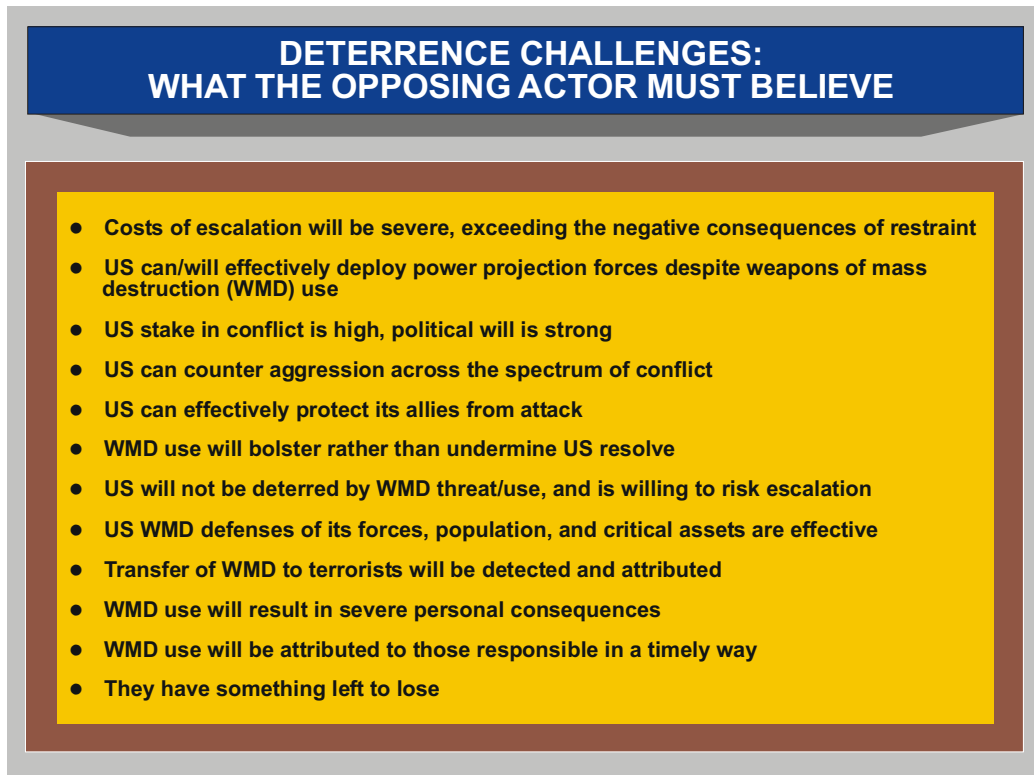 DETERRENCE CHALLENGES:
WHAT THE OPPOSING ACTOR MUST BELIEVE
● Costs of escalation will be severe, exceeding the negative consequences of restraint
● US can/will effectively deploy power projection forces despite weapons of mass
destruction (WMD) use
● US stake in conflict is high, political will is strong
● US can counter aggression across the spectrum of conflict
● US can effectively protect its allies from attack
● WMD use will bolster rather than undermine US resolve
● US will not be deterred by WMD threat/use, and is willing to risk escalation
● US WMD defenses of its forces, population, and critical assets are effective
● Transfer of WMD to terrorists will be detected and attributed
● WMD use will result in severe personal consequences
● WMD use will be attributed to those responsible in a timely way
● They have something left to lose